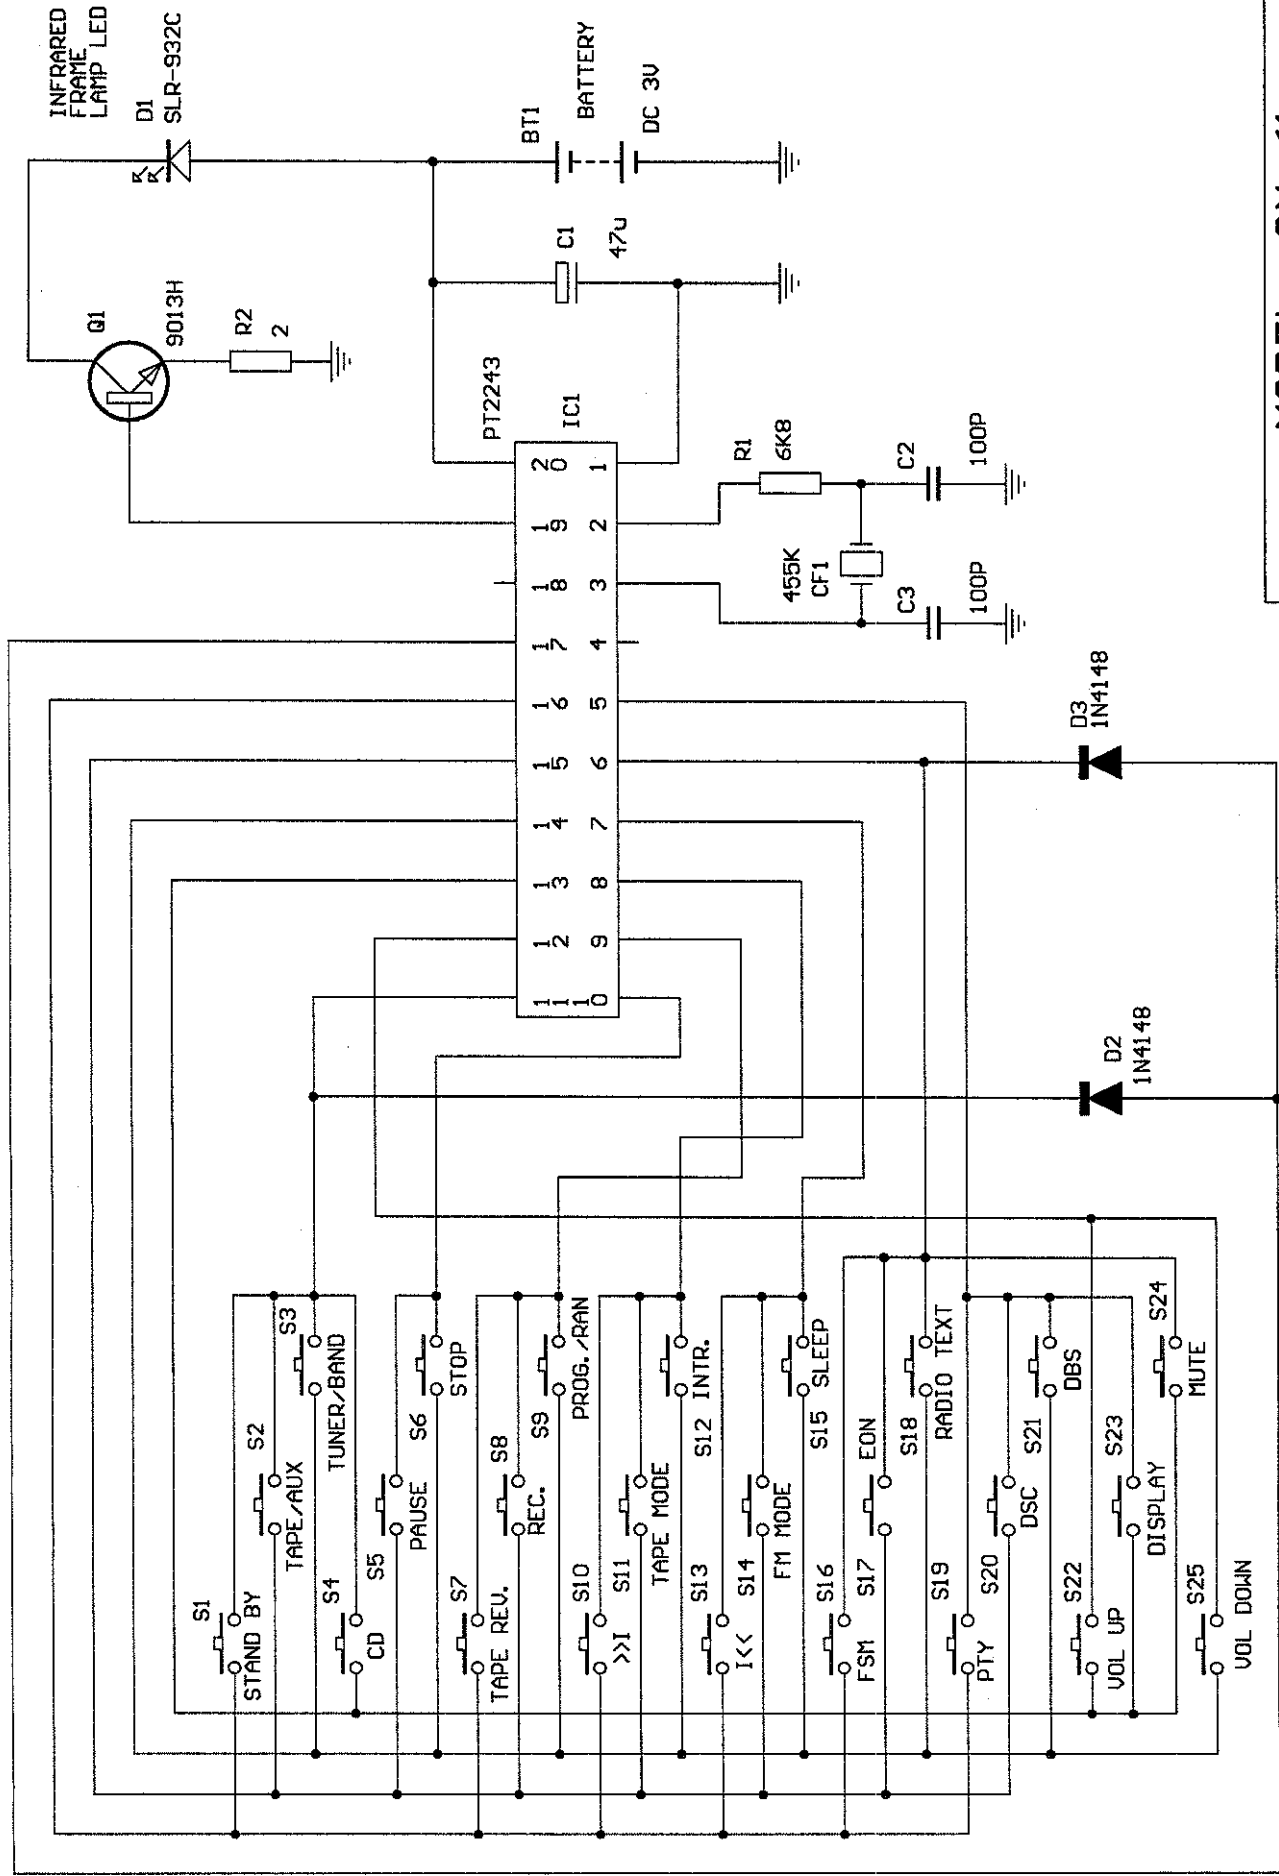 INFRARED
FRAME
LAMP LED
D1
SLR-932C
Q1
9013H
R2
2
BT1
BATTERY
DC 3V
C1
47u
PT2243
IC1
20
19
18
17
16
15
14
13
12
11
1
2
3
4
5
6
7
8
9
10
R1
6K8
455K
CF1
C2
100P
C3
100P
D3
1N4148
D2
1N4148
S1
STAND BY
S2
TAPE/AUX
S3
TUNER/BAND
S4
CD
S5
PAUSE
S6
STOP
S7
TAPE REV.
S8
REC.
S9
PROG./RAN
S10
>>I
S11
TAPE MODE
S12
INTR.
S13
I<<
S14
FM MODE
S15
SLEEP
S16
FSM
S17
EON
S18
RADIO TEXT
S19
PTY
S20
DSC
S21
DBS
S22
VOL UP
S23
DISPLAY
S24
MUTE
S25
VOL DOWN